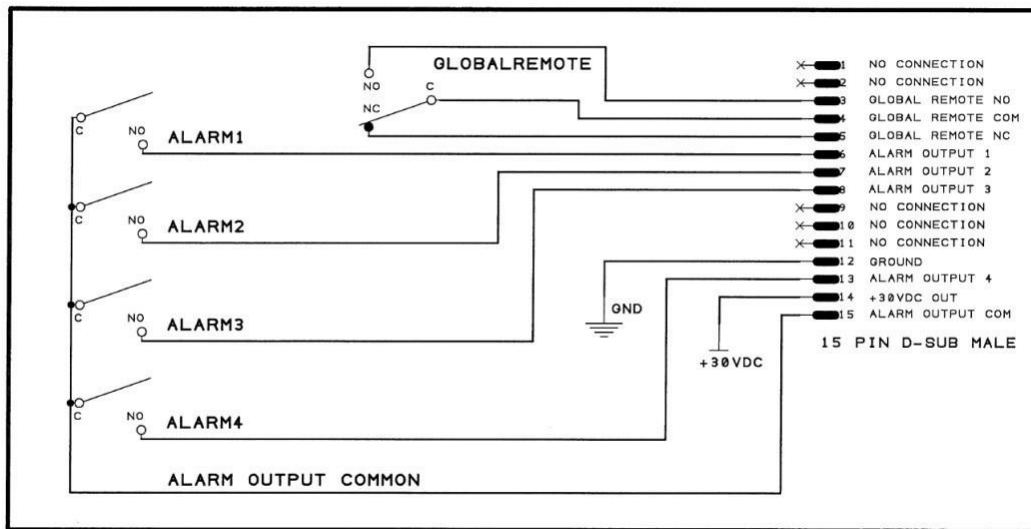 GLOBALREMOTE
NO
NC
C
C
NO
ALARM1
C
NO
ALARM2
C
NO
ALARM3
C
NO
ALARM4
ALARM OUTPUT COMMON
GND
+30VDC
1 NO CONNECTION
2 NO CONNECTION
3 GLOBAL REMOTE NO
4 GLOBAL REMOTE COM
5 GLOBAL REMOTE NC
6 ALARM OUTPUT 1
7 ALARM OUTPUT 2
8 ALARM OUTPUT 3
9 NO CONNECTION
10 NO CONNECTION
11 NO CONNECTION
12 GROUND
13 ALARM OUTPUT 4
14 +30VDC OUT
15 ALARM OUTPUT COM
15 PIN D-SUB MALE